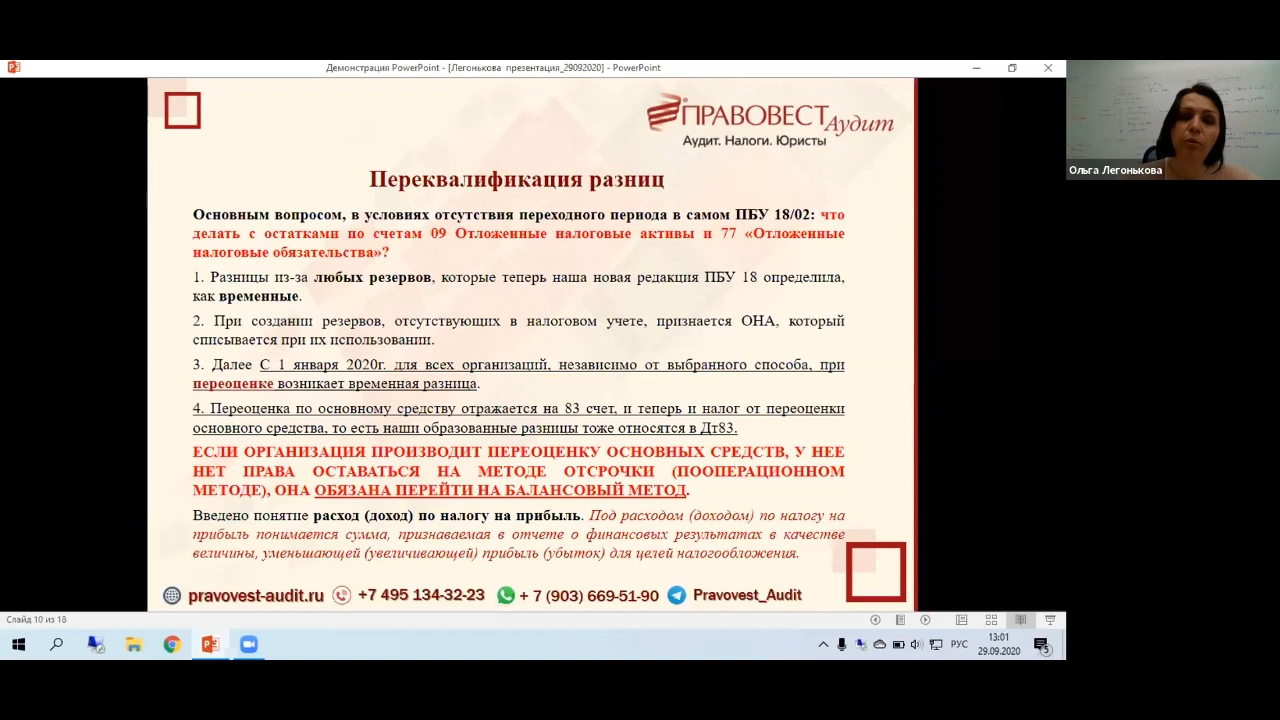 Демонстрация PowerPoint - [Легонькова презентация_29092020] - PowerPoint
ПРАВОВЕСТ Аудит
Аудит. Налоги. Юристы
Ольга Легонькова
Переквалификация разниц
Основным вопросом, в условиях отсутствия переходного периода в самом ПБУ 18/02: что
делать с остатками по счетам 09 Отложенные налоговые активы и 77 «Отложенные
налоговые обязательства»?
1. Разницы из-за любых резервов, которые теперь наша новая редакция ПБУ 18 определила,
как временные.
2. При создании резервов, отсутствующих в налоговом учете, признается ОНА, который
списывается при их использовании.
3. Далее С 1 января 2020г. для всех организаций, независимо от выбранного способа, при
переоценке возникает временная разница.
4. Переоценка по основному средству отражается на 83 счет, и теперь и налог от переоценки
основного средства, то есть наши образованные разницы тоже относятся в Дт83.
ЕСЛИ ОРГАНИЗАЦИЯ ПРОИЗВОДИТ ПЕРЕОЦЕНКУ ОСНОВНЫХ СРЕДСТВ, У НЕЕ
НЕТ ПРАВА ОСТАВАТЬСЯ НА МЕТОДЕ ОТСРОЧКИ (ПООПЕРАЦИОННОМ
МЕТОДЕ), ОНА ОБЯЗАНА ПЕРЕЙТИ НА БАЛАНСОВЫЙ МЕТОД.
Введено понятие расход (доход) по налогу на прибыль. Под расходом (доходом) по налогу на
прибыль понимается сумма, признаваемая в отчете о финансовых результатах в качестве
величины, уменьшающей (увеличивающей) прибыль (убыток) для целей налогообложения.
pravovest-audit.ru +7 495 134-32-23 + 7 (903) 669-51-90 Pravovest_Audit
Слайд 10 из 18
РУС
13:01
29.09.2020
5